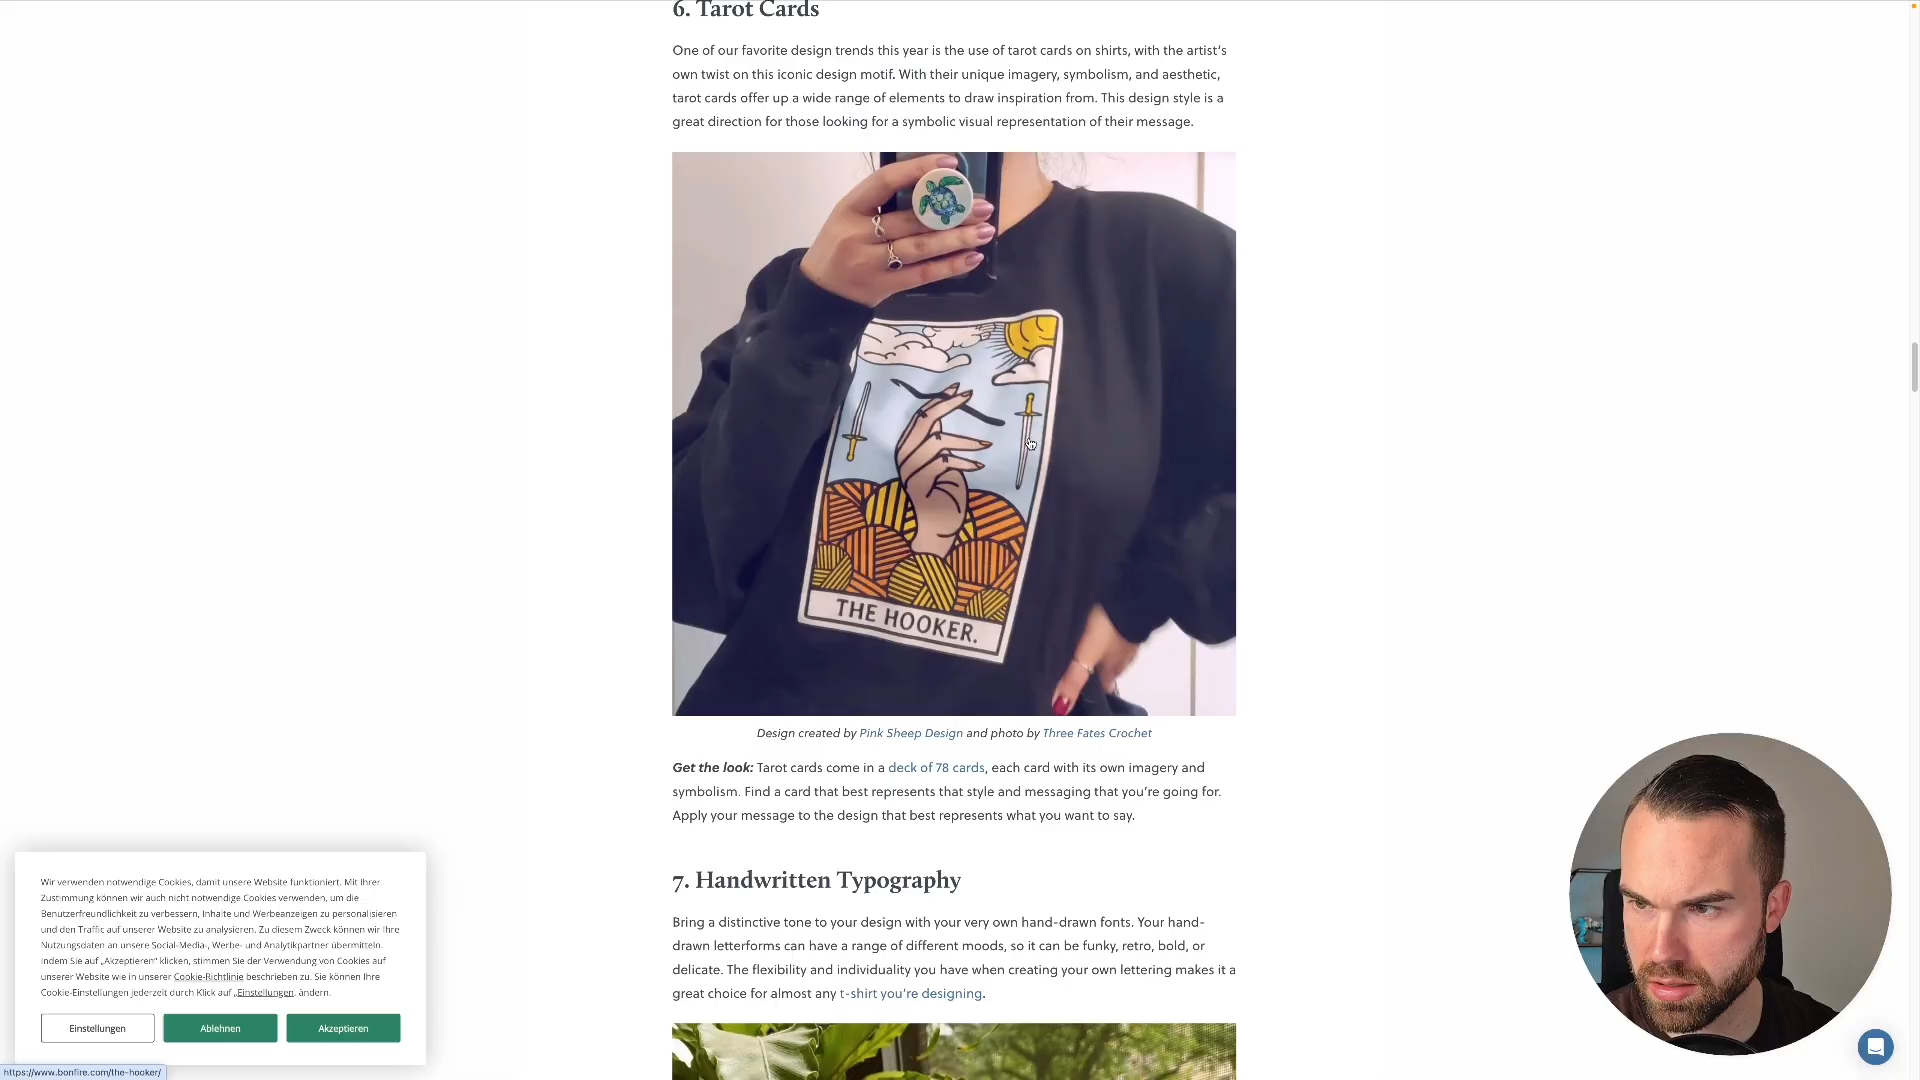 6. Tarot Cards
One of our favorite design trends this year is the use of tarot cards on shirts, with the artist's
own twist on this iconic design motif. With their unique imagery, symbolism, and aesthetic,
tarot cards offer up a wide range of elements to draw inspiration from. This design style is a
great direction for those looking for a symbolic visual representation of their message.
THE HOOKER.
Design created by Pink Sheep Design and photo by Three Fates Crochet
Get the look: Tarot cards come in a deck of 78 cards, each card with its own imagery and
symbolism. Find a card that best represents that style and messaging that you're going for.
Apply your message to the design that best represents what you want to say.
7. Handwritten Typography
Bring a distinctive tone to your design with your very own hand-drawn fonts. Your hand-
drawn letterforms can have a range of different moods, so it can be funky, retro, bold, or
delicate. The flexibility and individuality you have when creating your own lettering makes it a
great choice for almost any t-shirt you're designing.
Wir verwenden notwendige Cookies, damit unsere Website funktioniert. Mit Ihrer
Zustimmung können wir auch nicht notwendige Cookies verwenden, um die
Benutzerfreundlichkeit zu verbessern, Inhalte und Werbeanzeigen zu personalisieren
und den Traffic auf unserer Website zu analysieren. Zu diesem Zweck können wir Ihre
Nutzungsdaten an unsere Social-Media-, Werbe- und Analytikpartner übermitteln.
Indem Sie auf „Akzeptieren" klicken, stimmen Sie der Verwendung von Cookies auf
unserer Website wie in unserer Cookie-Richtlinie beschrieben zu. Sie können Ihre
Cookie-Einstellungen jederzeit durch Klick auf „Einstellungen. ändern.
Einstellungen Ablehnen Akzeptieren
https://www.bonfire.com/the-hooker/